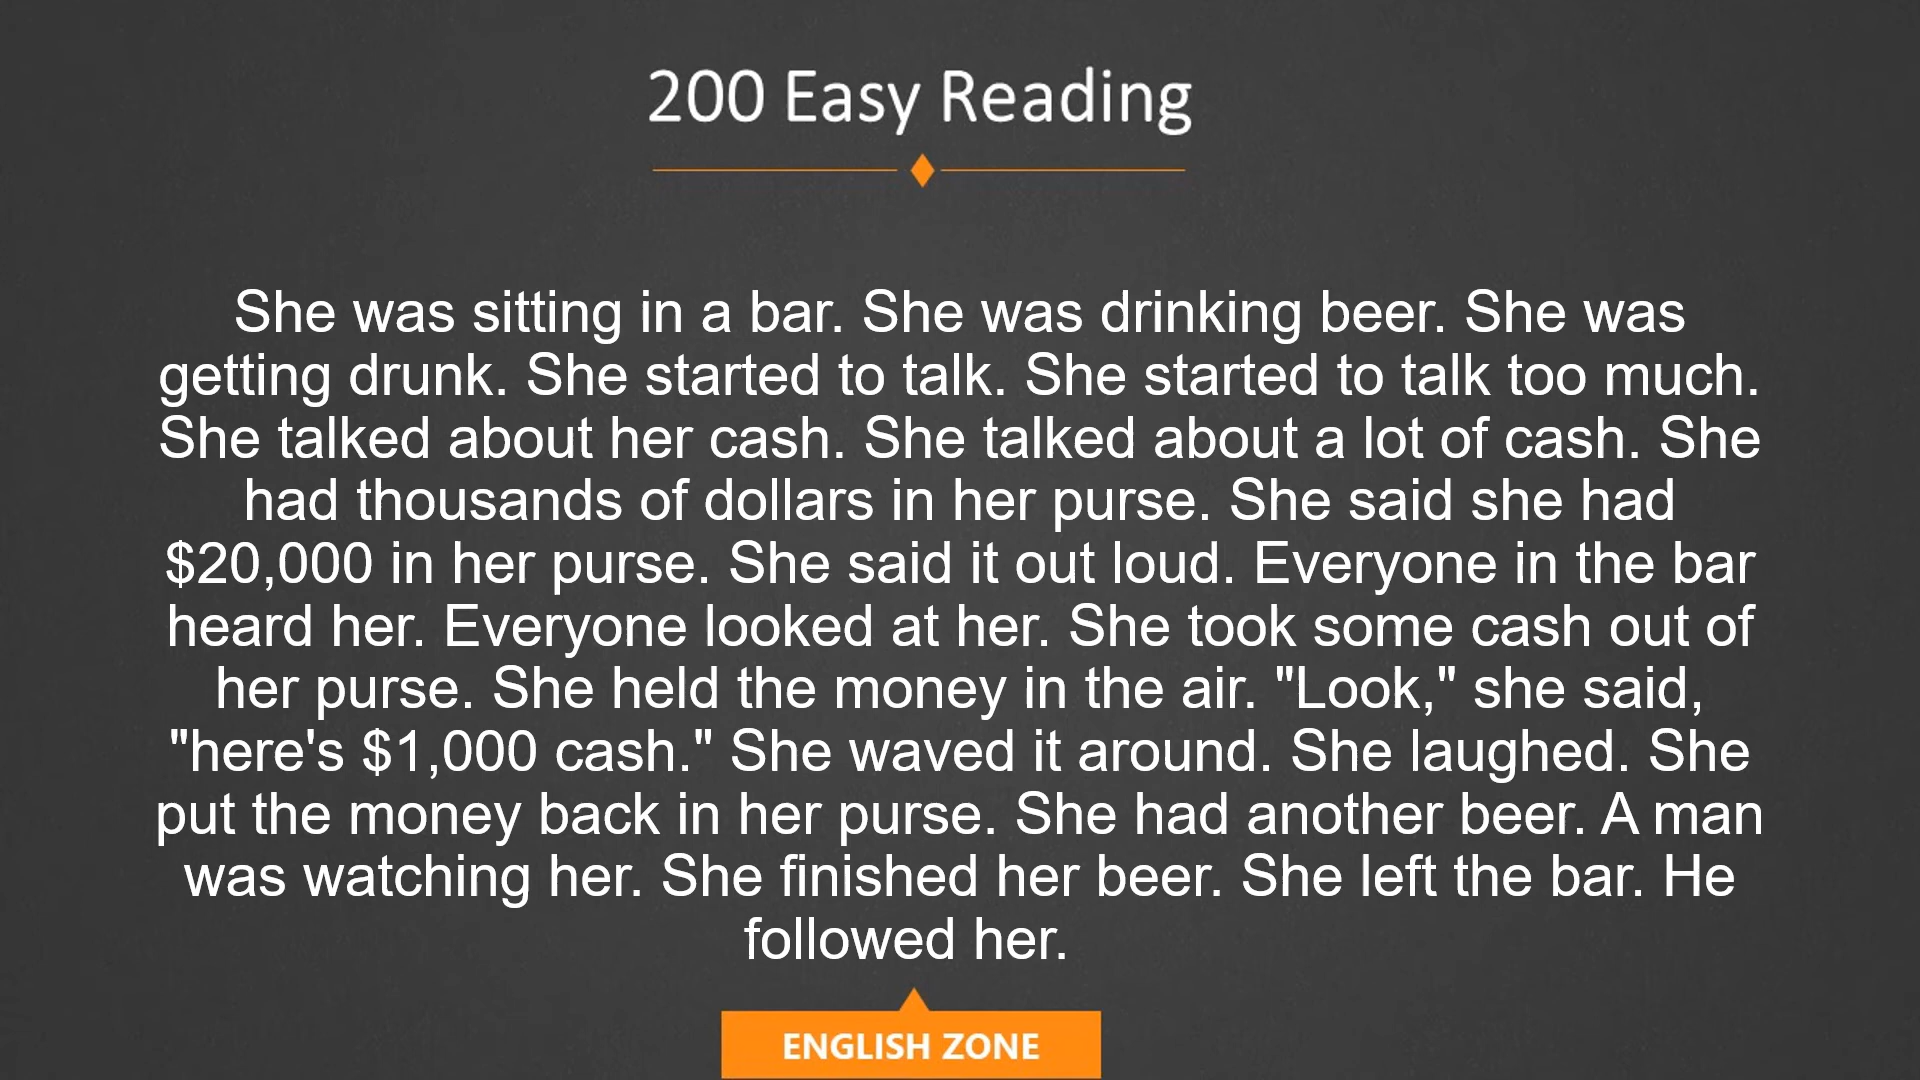 200 Easy Reading
She was sitting in a bar. She was drinking beer. She was
getting drunk. She started to talk. She started to talk too much.
She talked about her cash. She talked about a lot of cash. She
had thousands of dollars in her purse. She said she had
$20,000 in her purse. She said it out loud. Everyone in the bar
heard her. Everyone looked at her. She took some cash out of
her purse. She held the money in the air. "Look," she said,
"here's $1,000 cash." She waved it around. She laughed. She
put the money back in her purse. She had another beer. A man
was watching her. She finished her beer. She left the bar. He
followed her.
ENGLISH ZONE